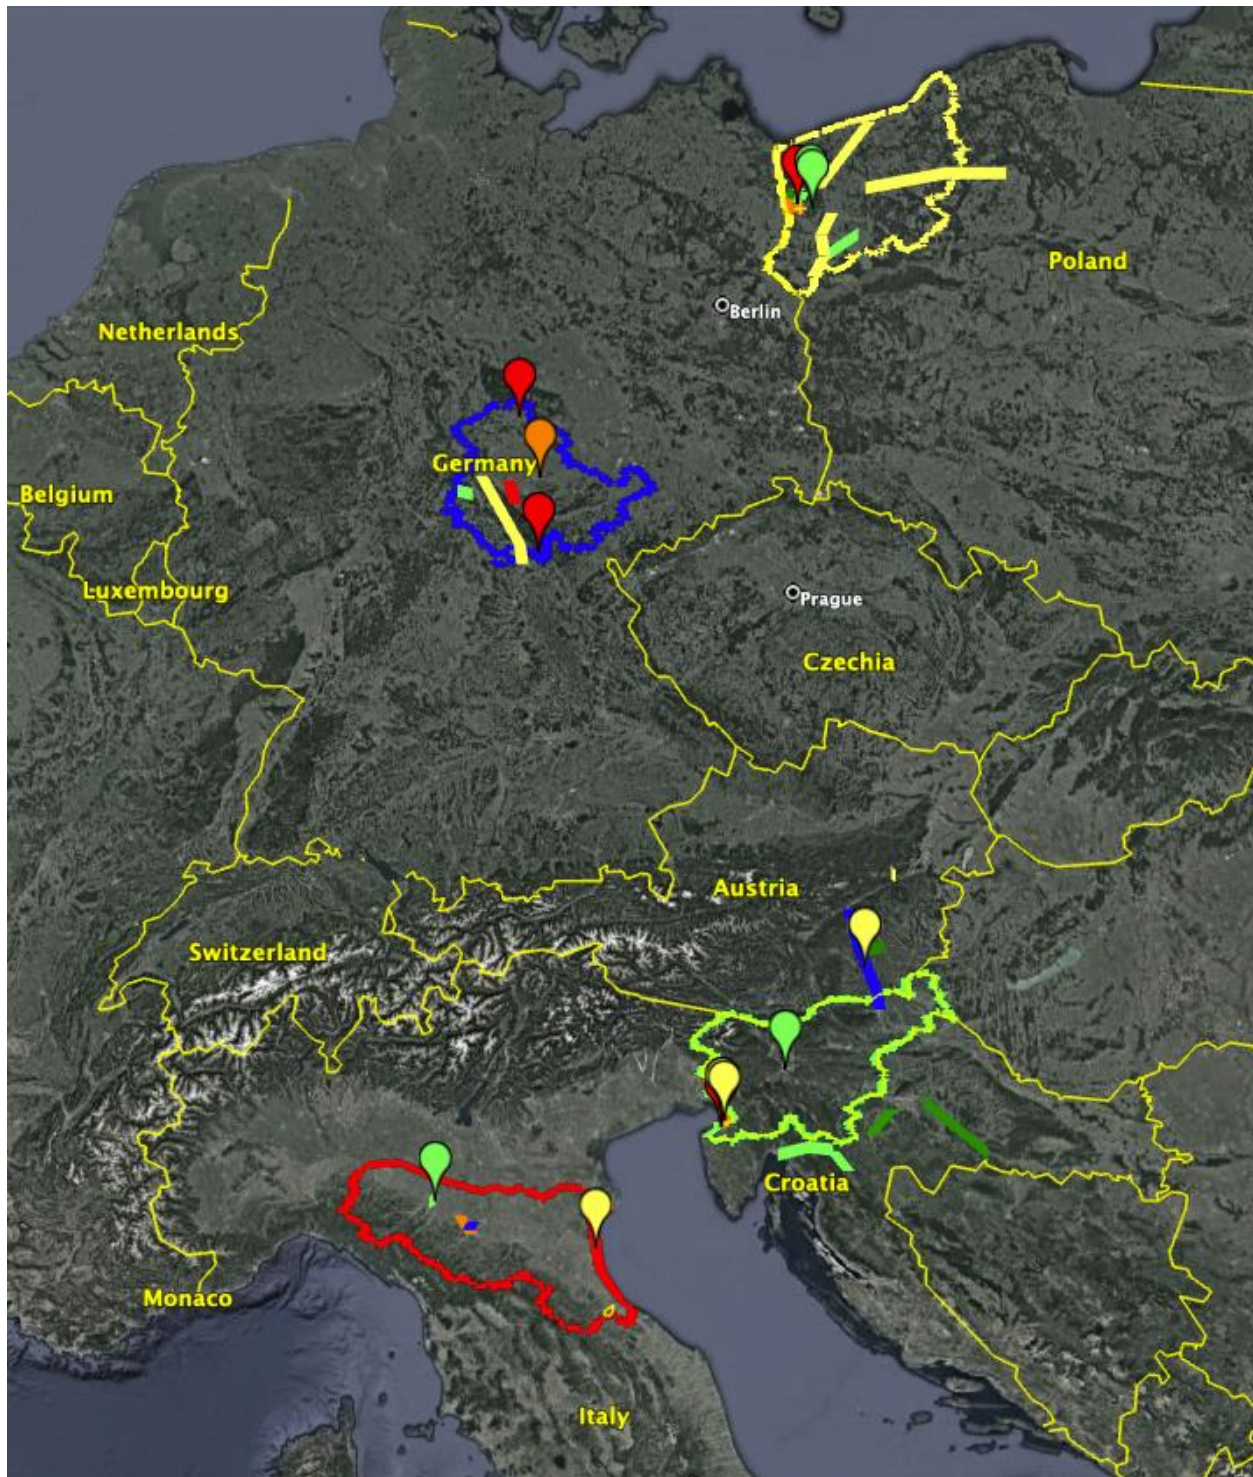 Poland
Berlin
Netherlands
Germany
Belgium
Luxembourg
Prague
Czechia
Austria
Switzerland
Croatia
Monaco
Italy